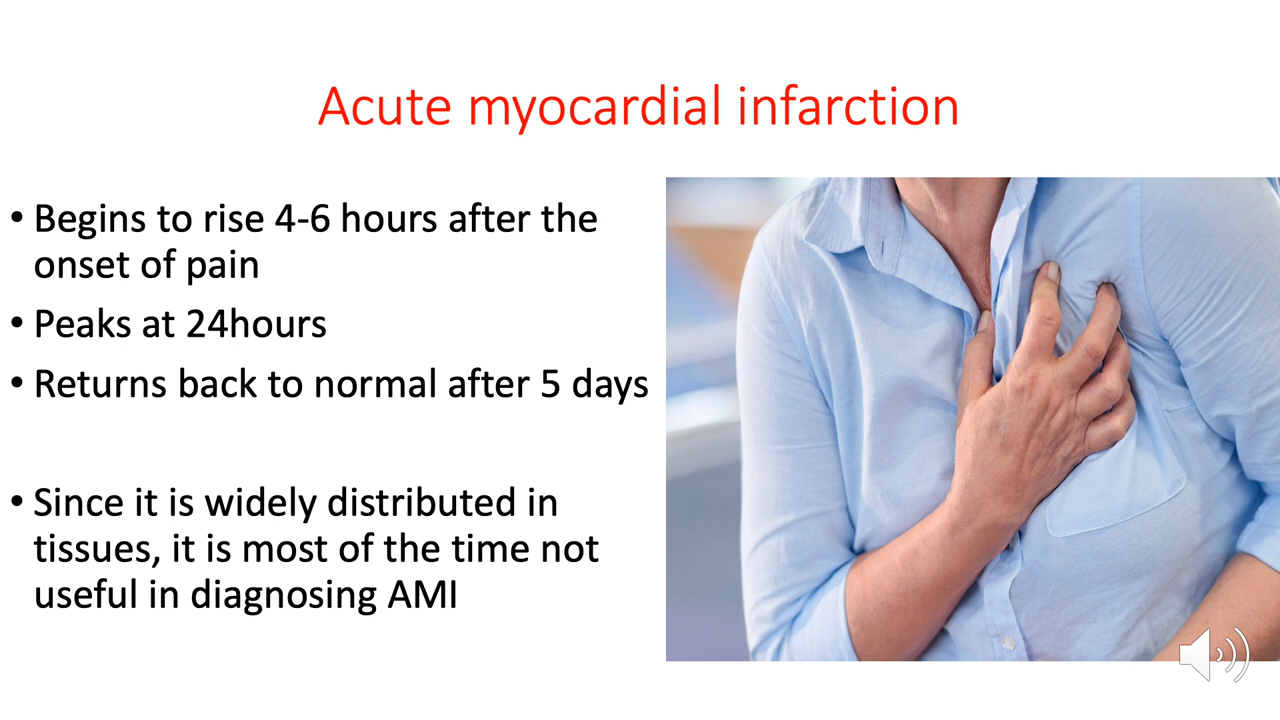 Acute myocardial infarction
• Begins to rise 4-6 hours after the
onset of pain
• Peaks at 24hours
• Returns back to normal after 5 days
• Since it is widely distributed in
tissues, it is most of the time not
useful in diagnosing AMI